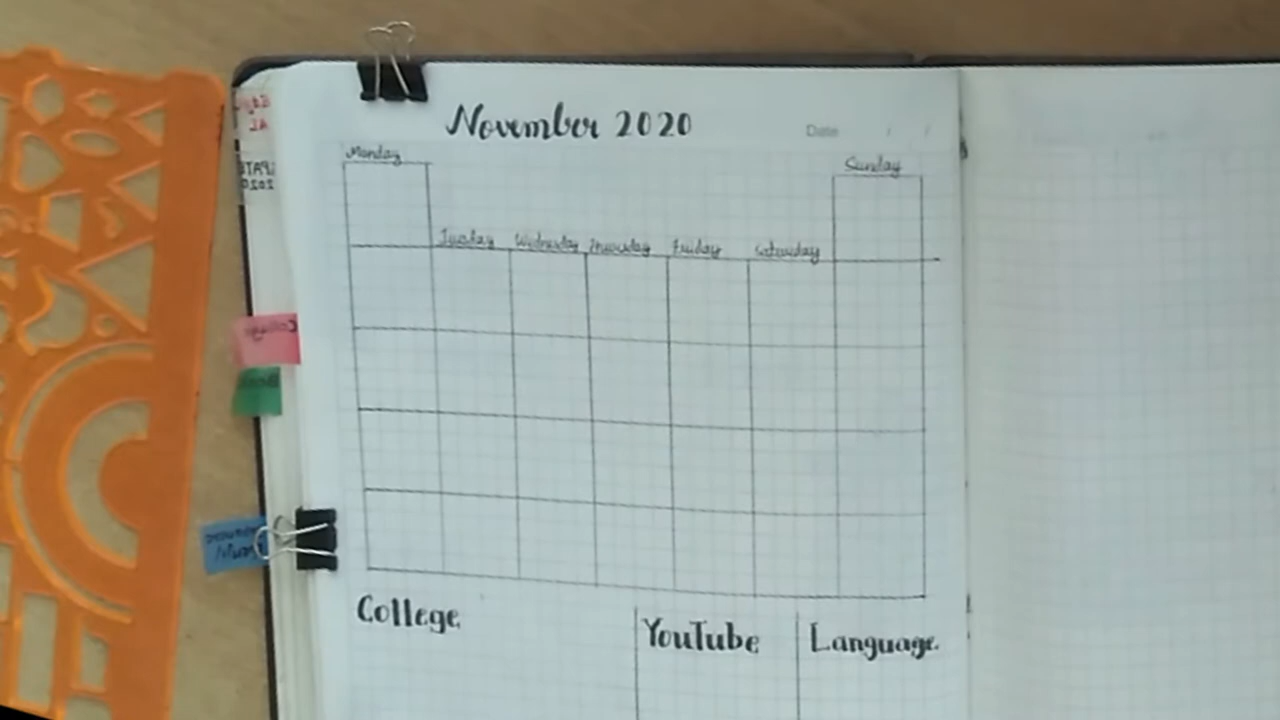 November 2020
Date / /
Monday
Sunday
Tuesday Wednesday Thursday Friday Saturday
College
YouTube
Language